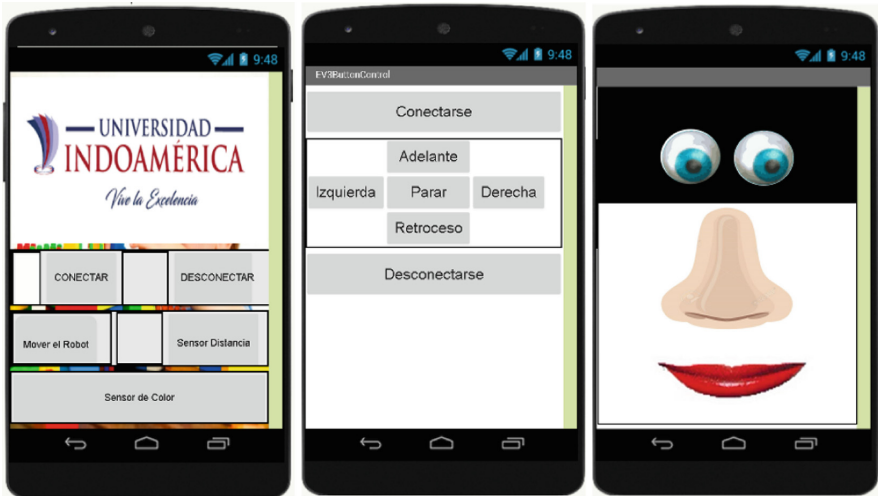 9:48
UNIVERSIDAD
INDOAMÉRICA
Vive la Excelencia
CONECTAR DESCONECTAR
Mover el Robot Sensor Distancia
Sensor de Color
9:48
EV3ButtonControl
Conectarse
Adelante
Izquierda Parar Derecha
Retroceso
Desconectarse
9:48